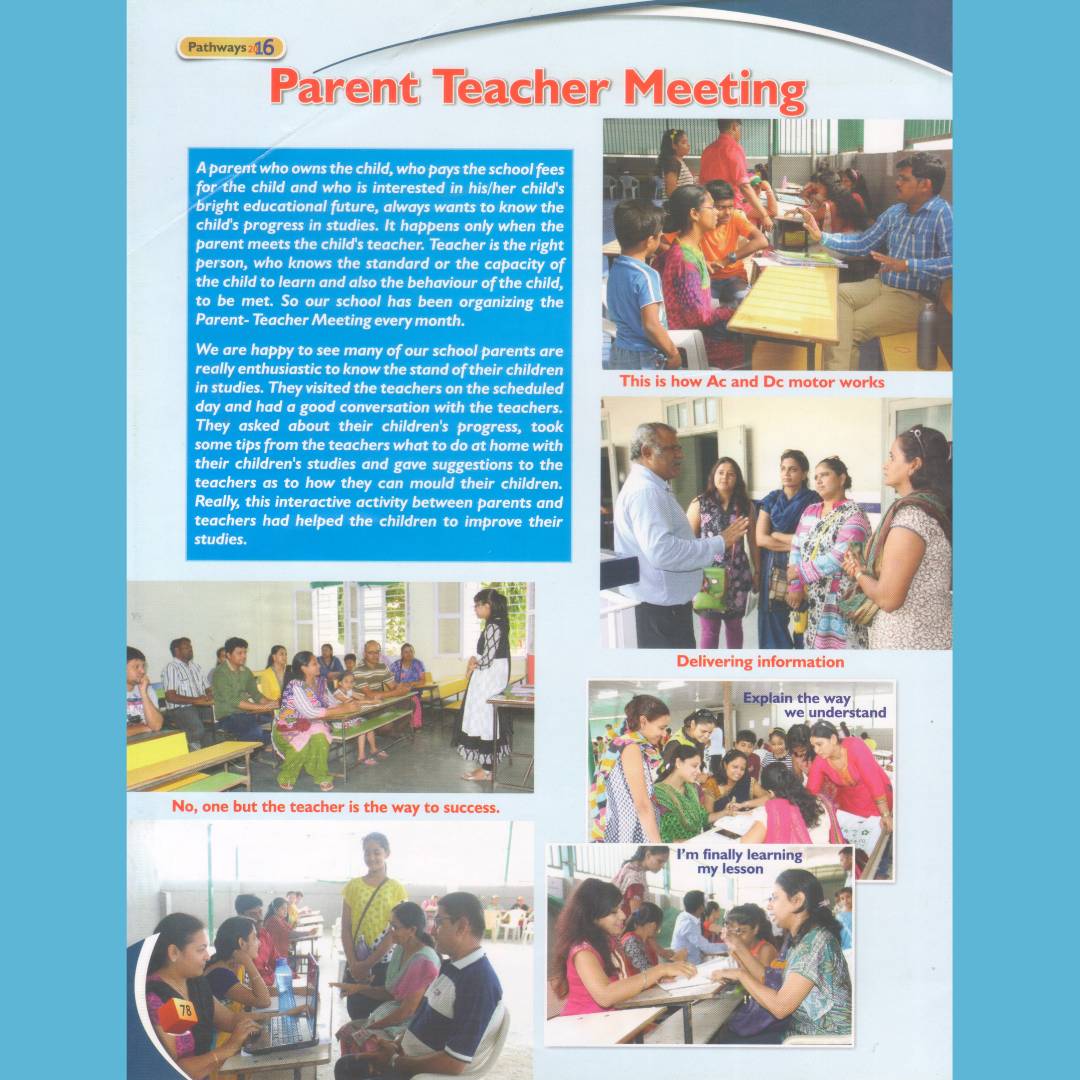 Pathways 2016
Parent Teacher Meeting
A parent who owns the child, who pays the school fees
for the child and who is interested in his/her child's
bright educational future, always wants to know the
child's progress in studies. It happens only when the
parent meets the child's teacher. Teacher is the right
person, who knows the standard or the capacity of
the child to learn and also the behaviour of the child,
to be met. So our school has been organizing the
Parent- Teacher Meeting every month.
We are happy to see many of our school parents are
really enthusiastic to know the stand of their children
in studies. They visited the teachers on the scheduled
day and had a good conversation with the teachers.
They asked about their children's progress, took
some tips from the teachers what to do at home with
their children's studies and gave suggestions to the
teachers as to how they can mould their children.
Really, this interactive activity between parents and
teachers had helped the children to improve their
studies.
This is how Ac and Dc motor works
Delivering information
No, one but the teacher is the way to success.
Explain the way
we understand
I'm finally learning
my lesson
78